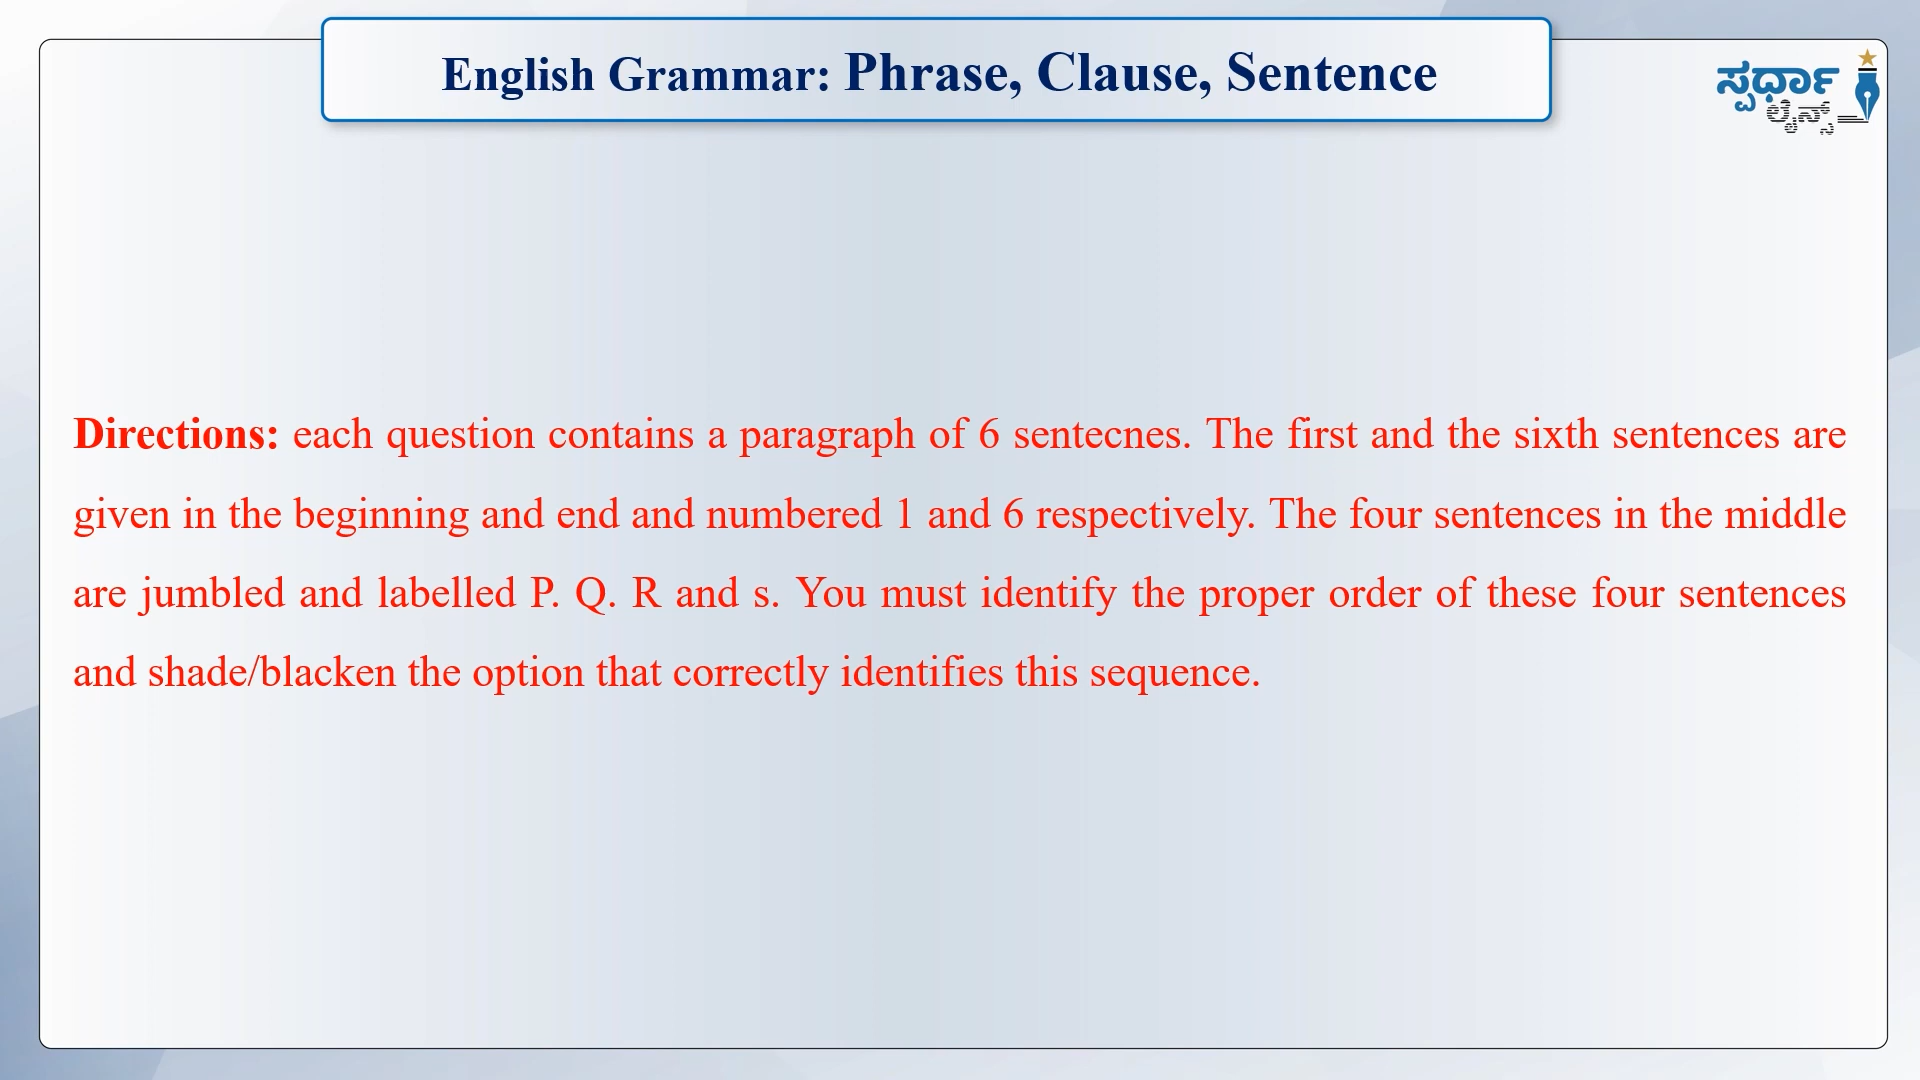 English Grammar: Phrase, Clause, Sentence
ಸ್ಪರ್ಧಾ
ಲೈನ್ಸ್
Directions: each question contains a paragraph of 6 sentecnes. The first and the sixth sentences are
given in the beginning and end and numbered 1 and 6 respectively. The four sentences in the middle
are jumbled and labelled P. Q. R and s. You must identify the proper order of these four sentences
and shade/blacken the option that correctly identifies this sequence.